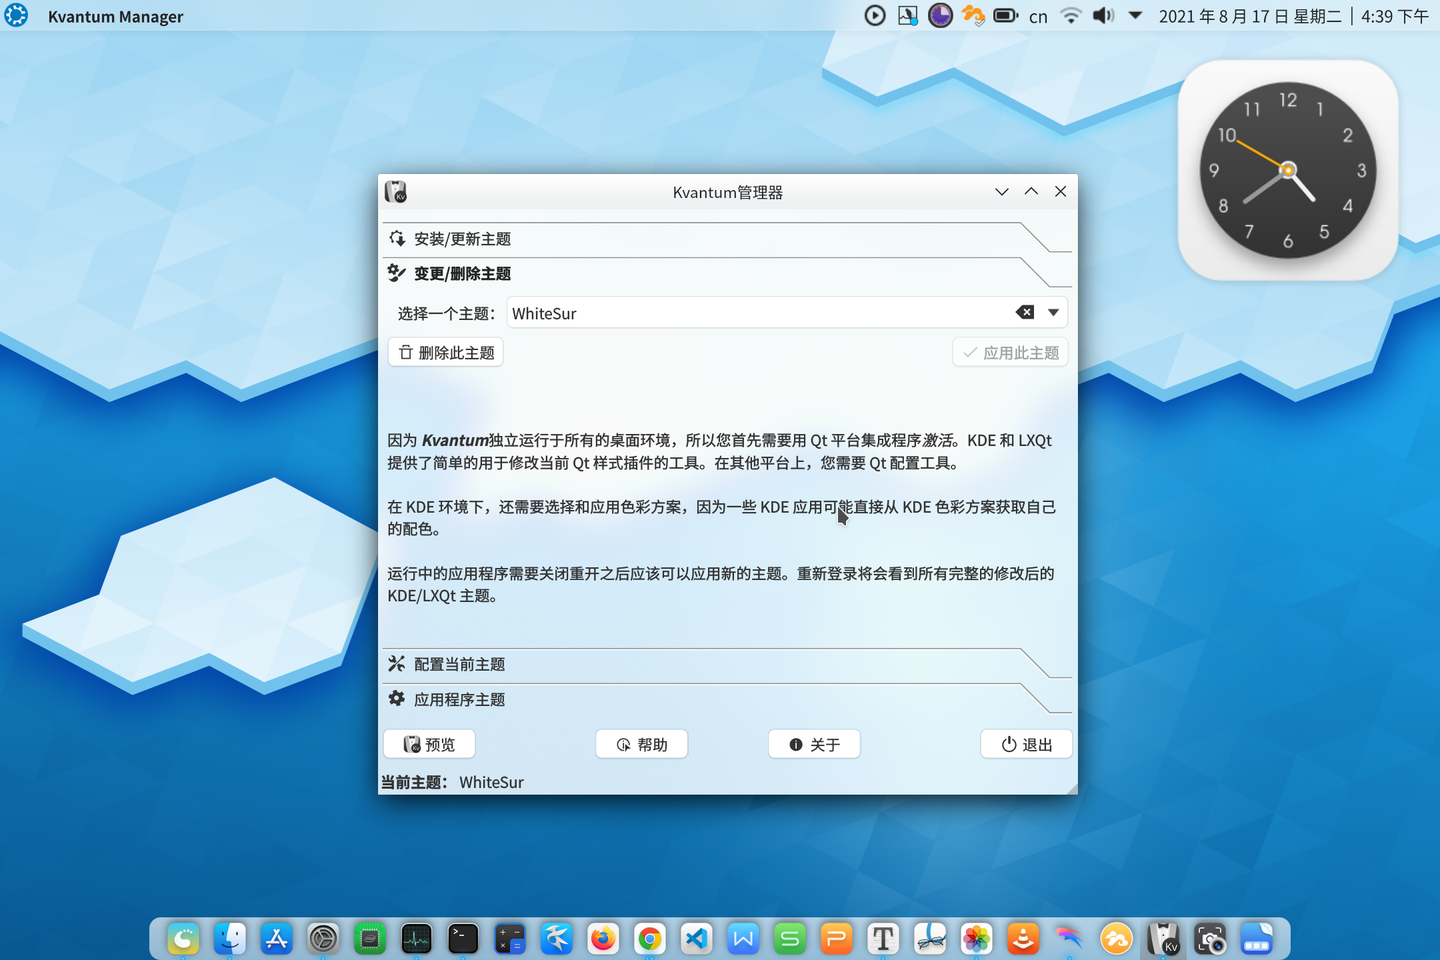 Kvantum Manager
cn
2021 年 8 月 17 日 星期二
4:39 下午
12
11
1
10
2
9
3
8
4
7
5
6
Kvantum管理器
安装/更新主题
变更/删除主题
选择一个主题：
WhiteSur
删除此主题
应用此主题
因为 Kvantum独立运行于所有的桌面环境，所以您首先需要用 Qt 平台集成程序激活。KDE 和 LXQt
提供了简单的用于修改当前 Qt 样式插件的工具。在其他平台上，您需要 Qt 配置工具。
在 KDE 环境下，还需要选择和应用色彩方案，因为一些 KDE 应用可能直接从 KDE 色彩方案获取自己
的配色。
运行中的应用程序需要关闭重开之后应该可以应用新的主题。重新登录将会看到所有完整的修改后的
KDE/LXQt 主题。
配置当前主题
应用程序主题
预览
帮助
关于
退出
当前主题： WhiteSur
>_
W
S
P
T
Kv